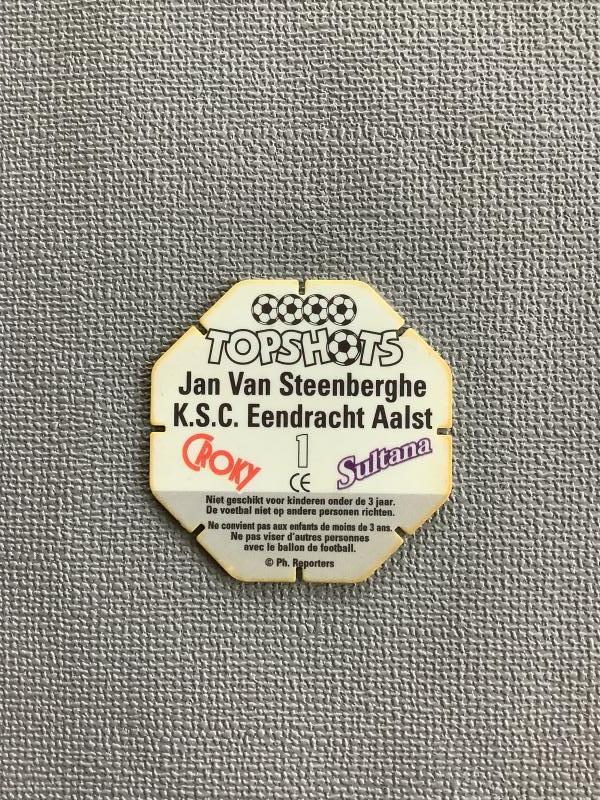 TOPSHOTS
Jan Van Steenberghe
K.S.C. Eendracht Aalst
CROKY
1
Sultana
CE
Niet geschikt voor kinderen onder de 3 jaar.
De voetbal niet op andere personen richten.
Ne convient pas aux enfants de moins de 3 ans.
Ne pas viser d'autres personnes
avec le ballon de football.
© Ph. Reporters